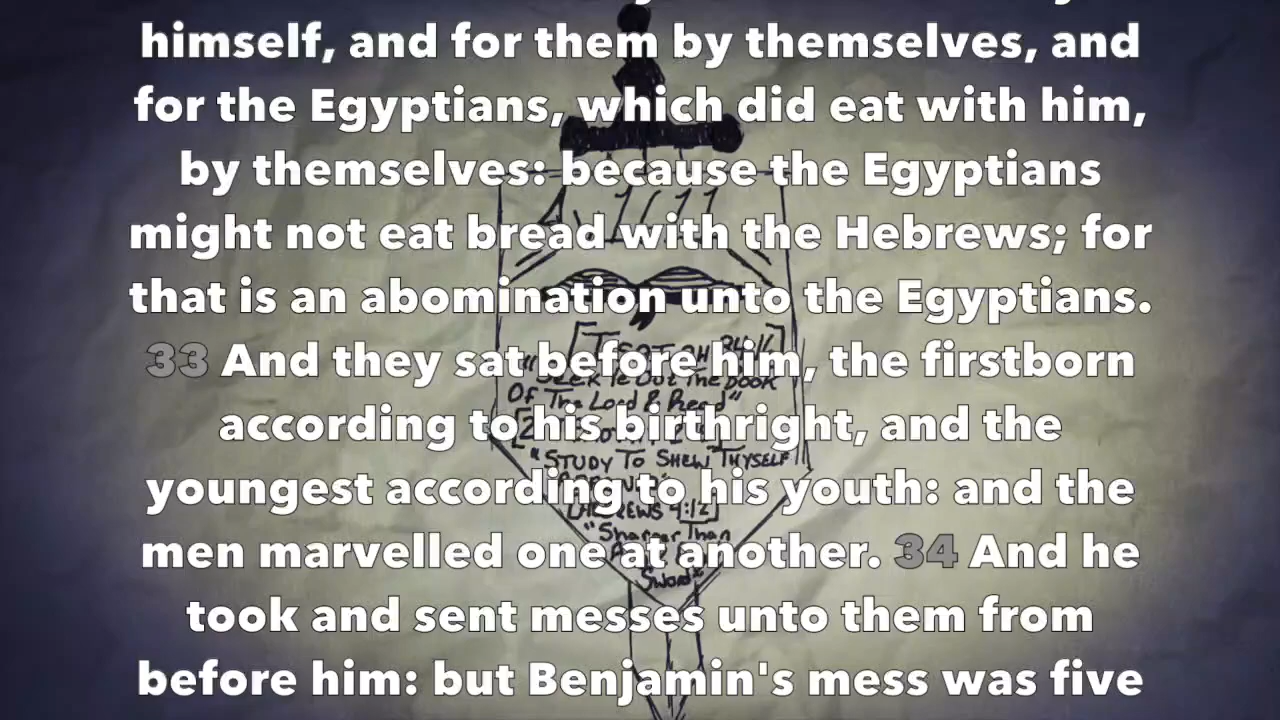 himself, and for them by themselves, and
for the Egyptians, which did eat with him,
by themselves: because the Egyptians
might not eat bread with the Hebrews; for
that is an abomination unto the Egyptians.
33 And they sat before him, the firstborn
according to his birthright, and the
youngest according to his youth: and the
men marvelled one at another. 34 And he
took and sent messes unto them from
before him: but Benjamin's mess was five
"Seek Ye Out The Book
Of The Lord & Read"
"STUDY TO SHEW THYSELF
4:12]
"Sharper Than
Sword"